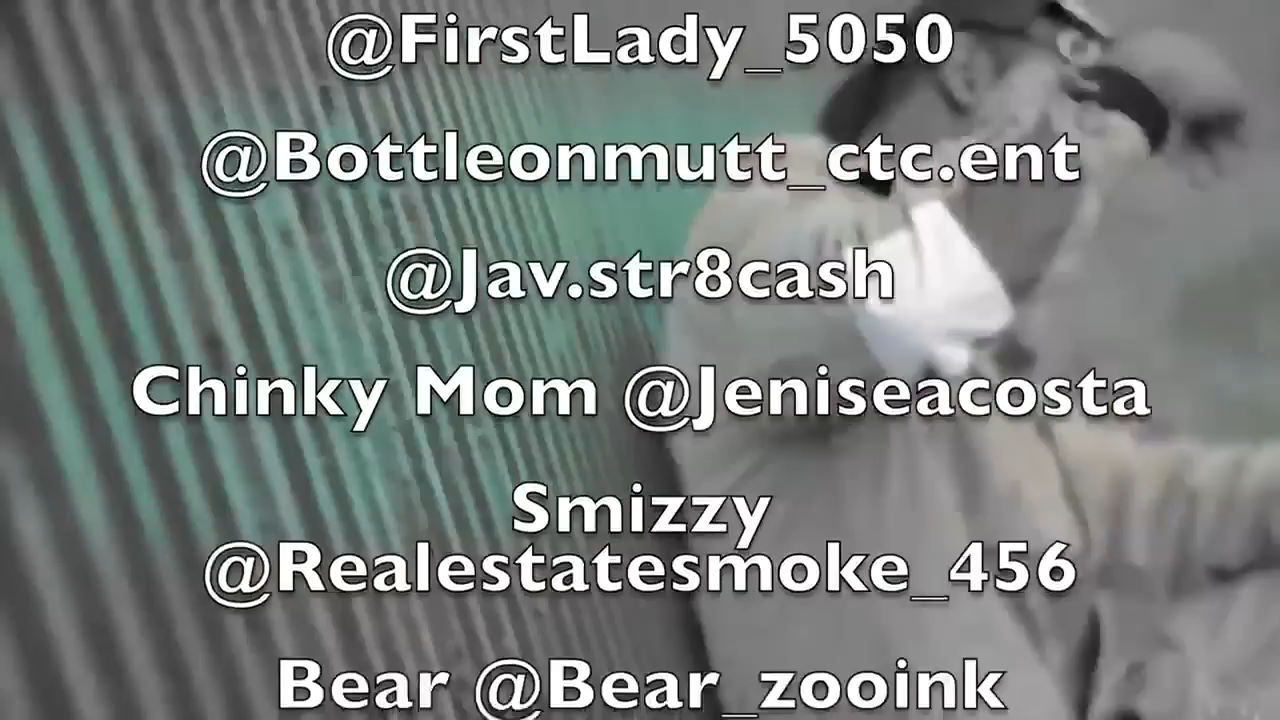 @FirstLady_5050
@Bottleonmutt_ctc.ent
@Jav.str8cash
Chinky Mom @Jeniseacosta
Smizzy
@Realestatesmoke_456
Bear @Bear_zooink